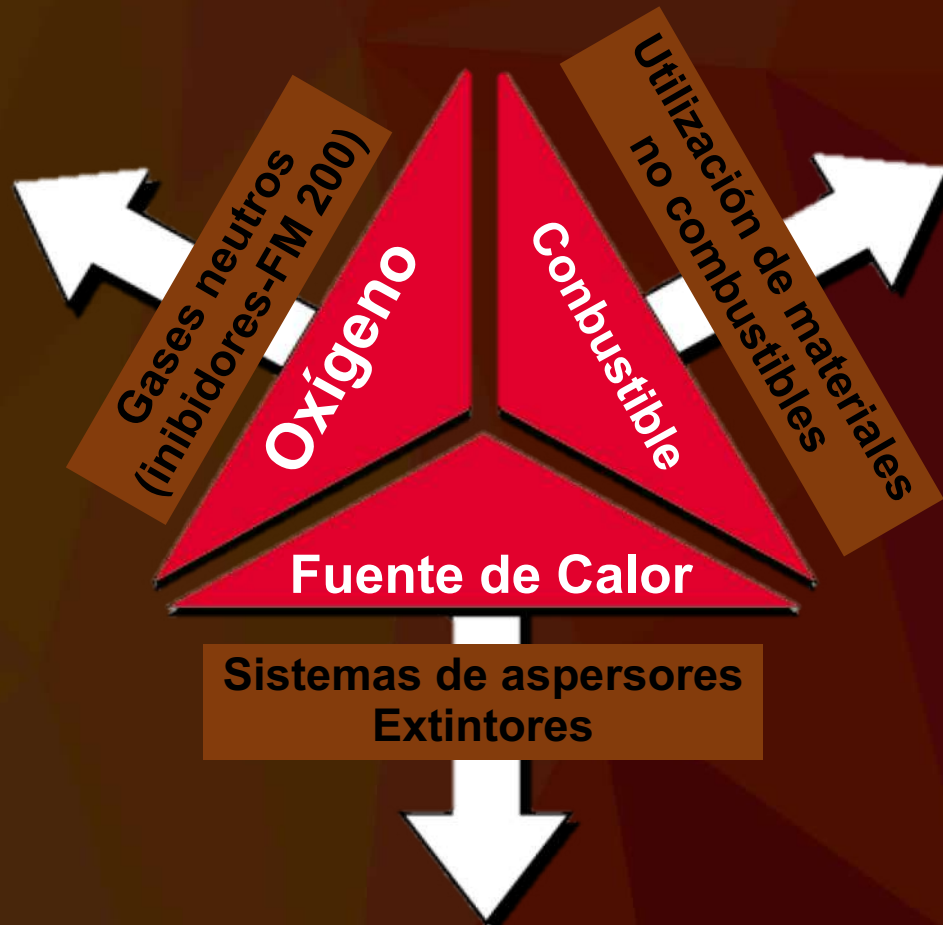 Gases neutros
(inibidores-FM 200)
Oxígeno
Conbustible
Utilización de materiales
no combustibles
Fuente de Calor
Sistemas de aspersores
Extintores